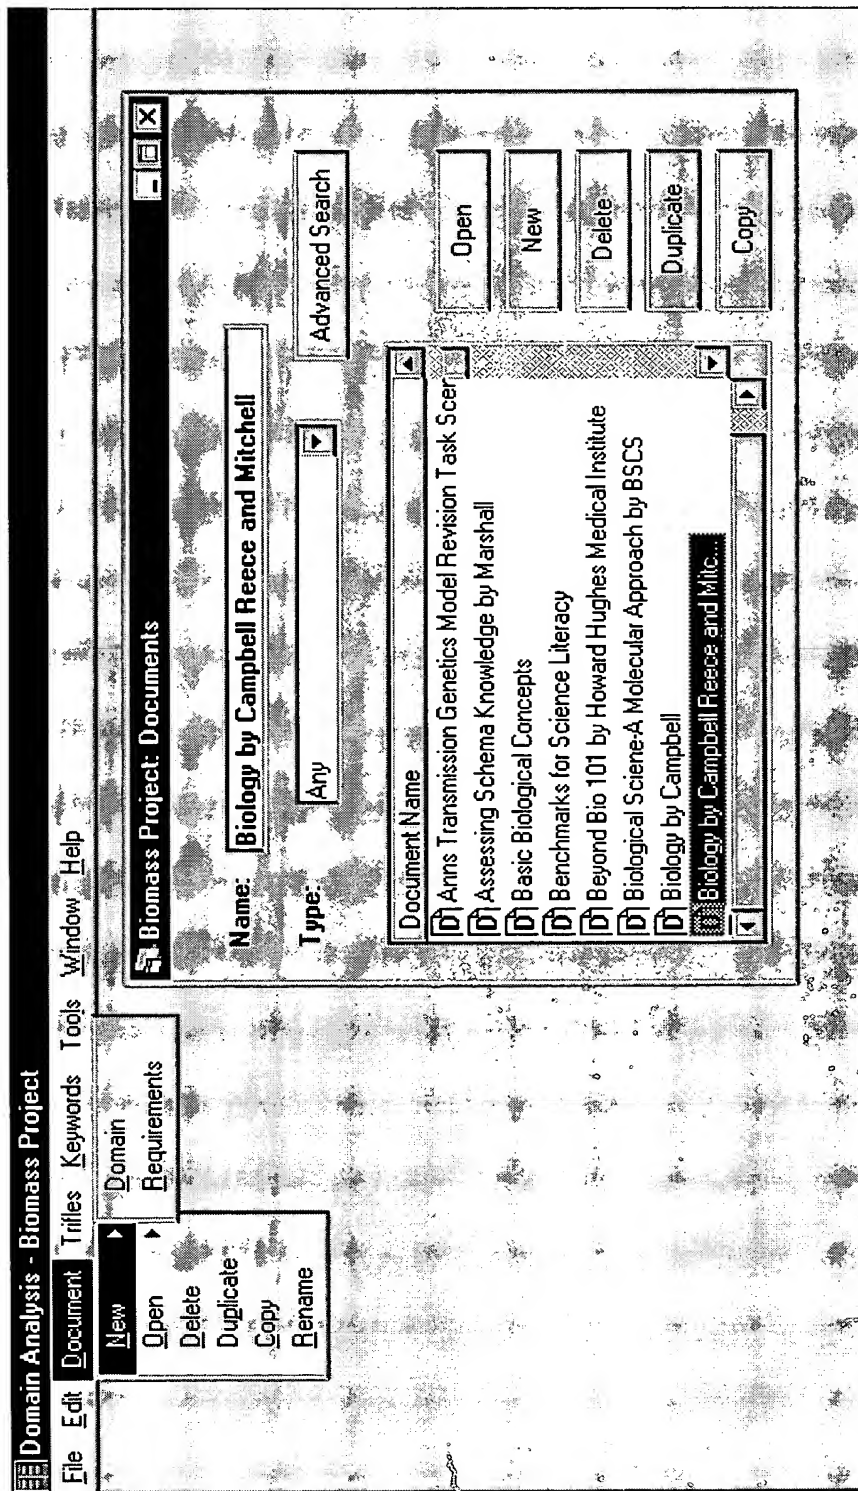 Domain Analysis - Biomass Project
File Edit Document Trifles Keywords Tools Window Help
New
Open
Delete
Duplicate
Copy
Rename
Domain
Requirements
Biomass Project: Documents
Name: Biology by Campbell Reece and Mitchell
Type: Any
Advanced Search
Document Name
Anns Transmission Genetics Model Revision Task Scer
Assessing Schema Knowledge by Marshall
Basic Biological Concepts
Benchmarks for Science Literacy
Beyond Bio 101 by Howard Hughes Medical Institute
Biological Sciene-A Molecular Approach by BSCS
Biology by Campbell
Biology by Campbell Reece and Mitc...
Open
New
Delete
Duplicate
Copy